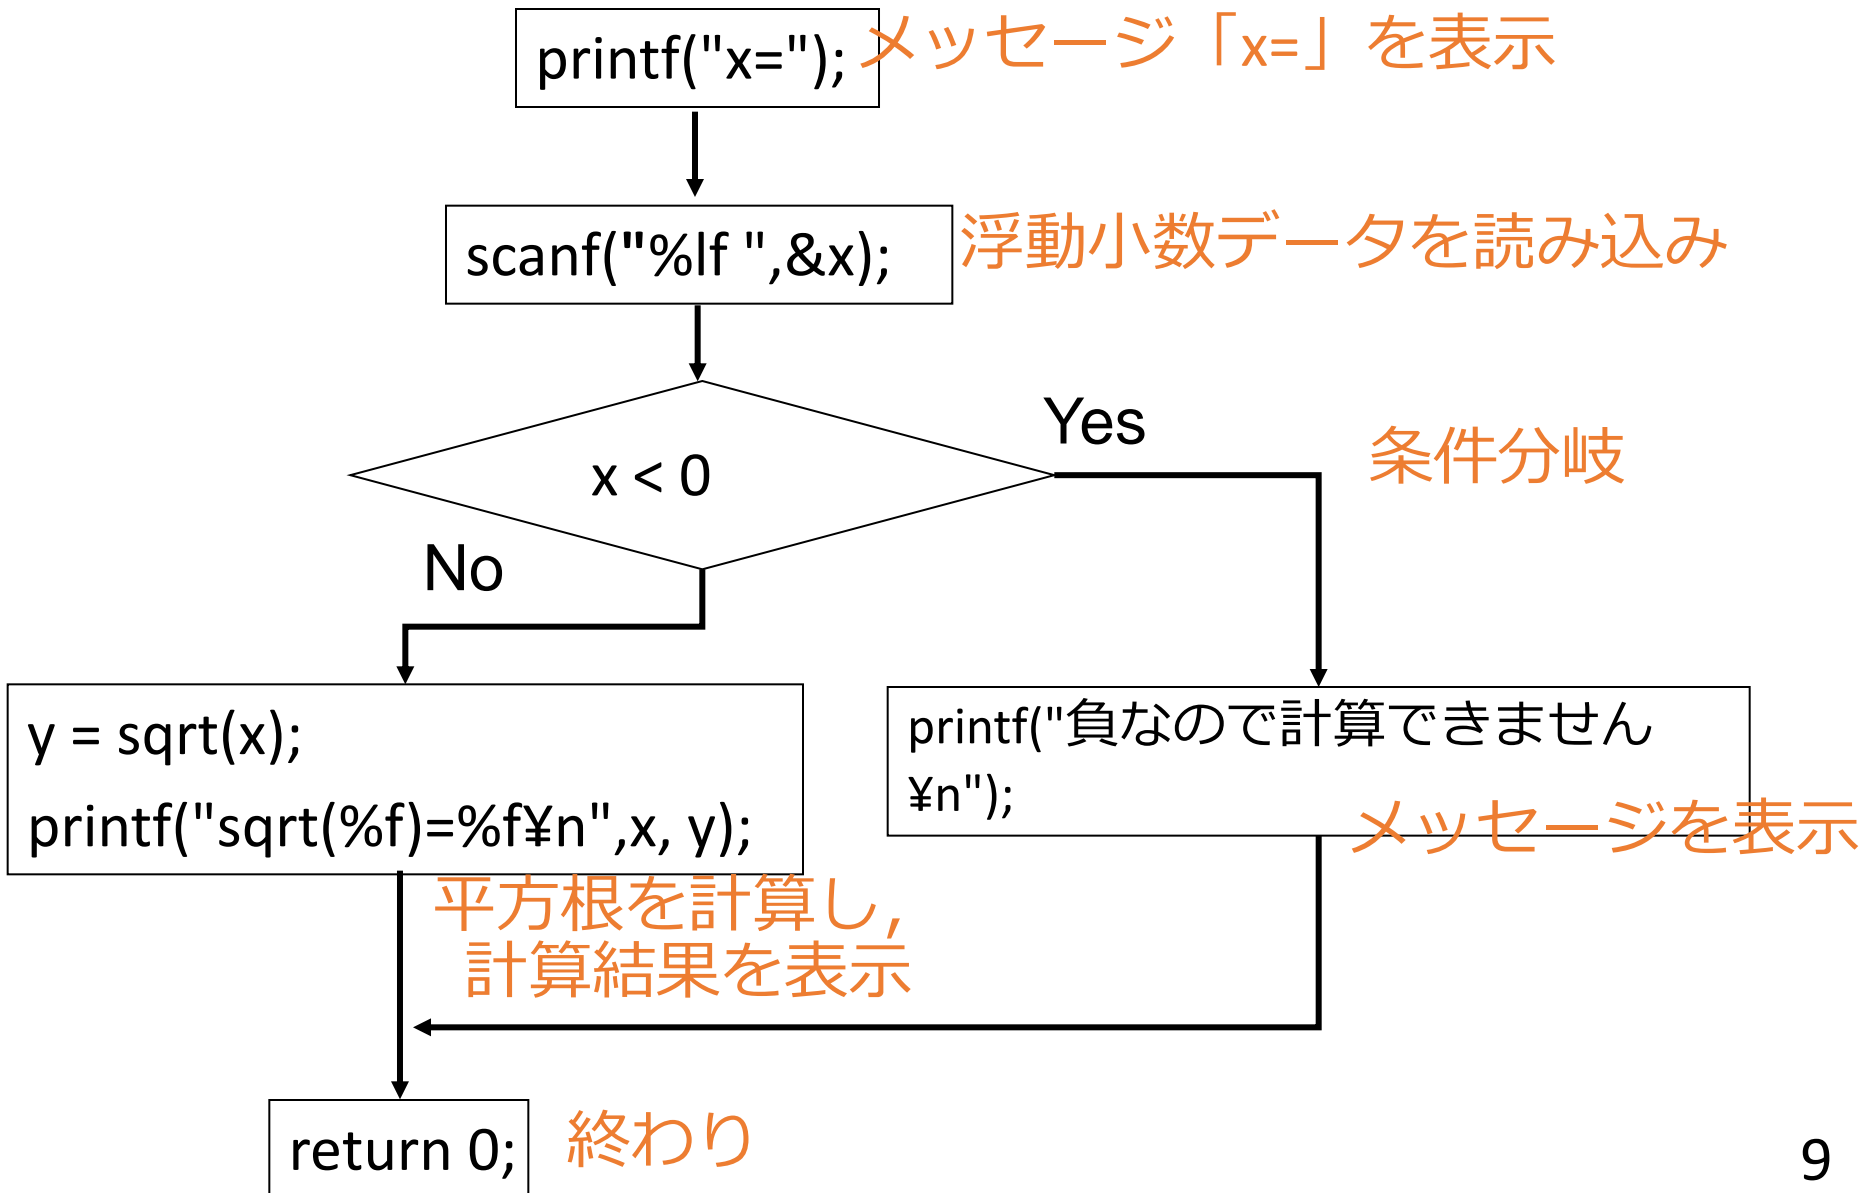 printf("x=");
メッセージ「x=」を表示
scanf("%lf ",&x);
浮動小数データを読み込み
x < 0
Yes
条件分岐
No
y = sqrt(x);
printf("sqrt(%f)=%f¥n",x, y);
printf("負なので計算できません
¥n");
メッセージを表示
平方根を計算し,
計算結果を表示
return 0;
終わり
9